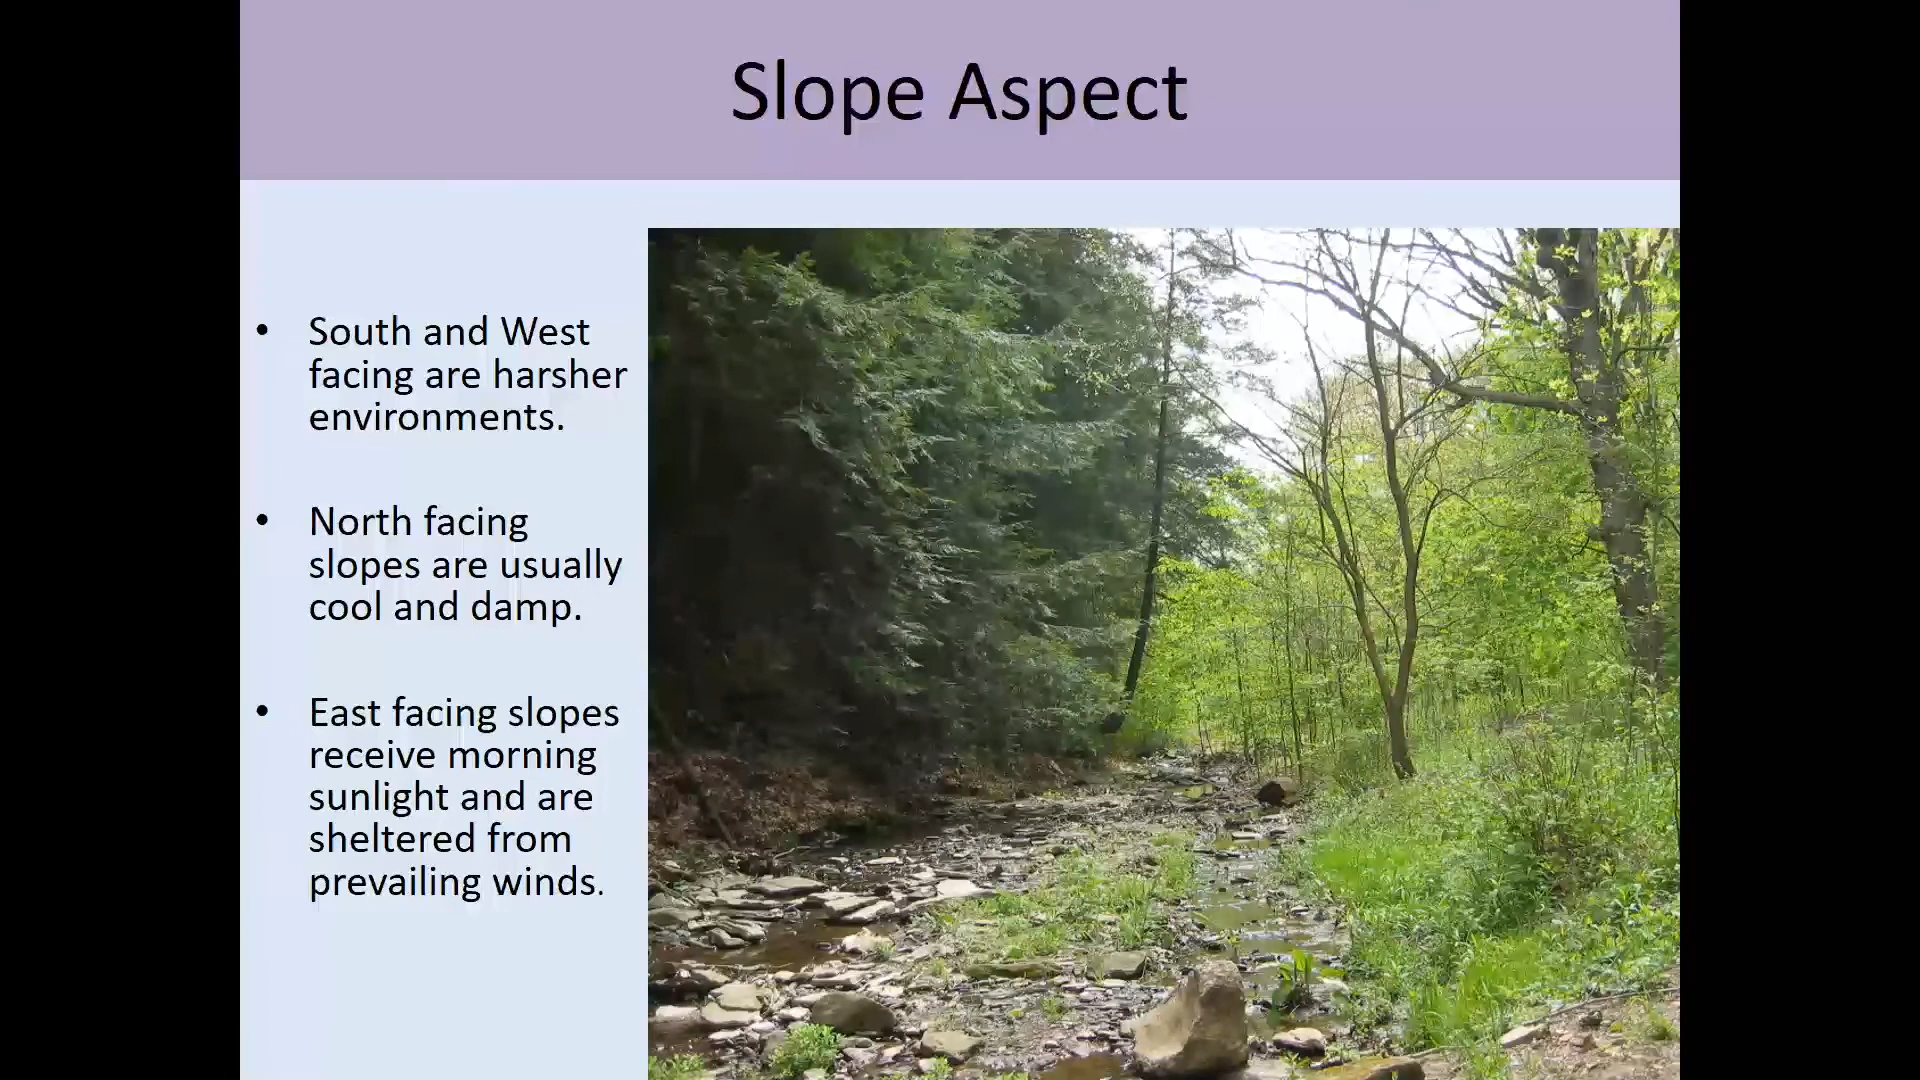 Slope Aspect
• South and West
facing are harsher
environments.
• North facing
slopes are usually
cool and damp.
• East facing slopes
receive morning
sunlight and are
sheltered from
prevailing winds.